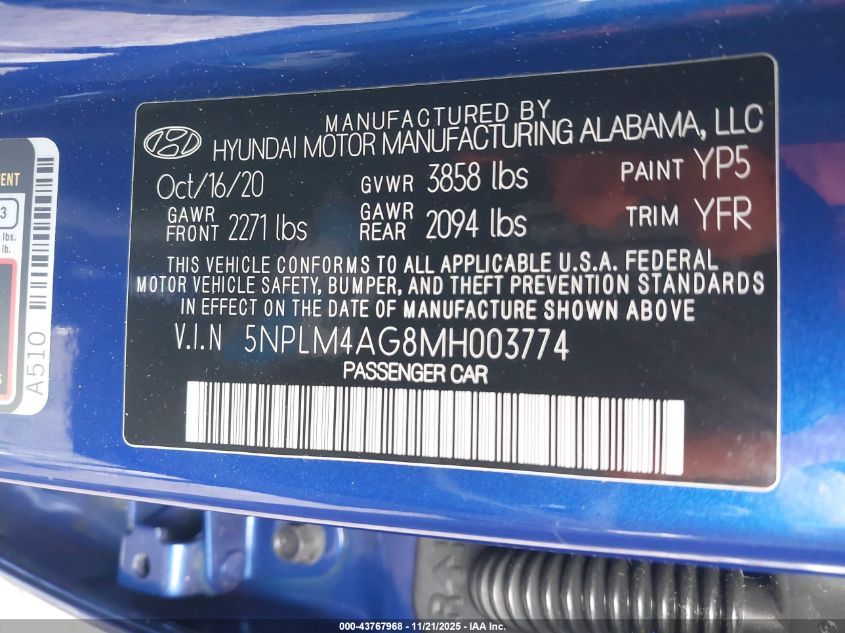 MANUFACTURED BY
HYUNDAI MOTOR MANUFACTURING ALABAMA, LLC
Oct/16/20 GVWR 3858 lbs PAINT YP5
GAWR FRONT 2271 lbs GAWR REAR 2094 lbs TRIM YFR
THIS VEHICLE CONFORMS TO ALL APPLICABLE U.S.A. FEDERAL
MOTOR VEHICLE SAFETY, BUMPER, AND THEFT PREVENTION STANDARDS
IN EFFECT ON THE DATE OF MANUFACTURE SHOWN ABOVE
V.I.N 5NPLM4AG8MH003774
PASSENGER CAR
3
lbs.
lb.
A510
000-43767968 - 11/21/2025 - IAA, Inc.